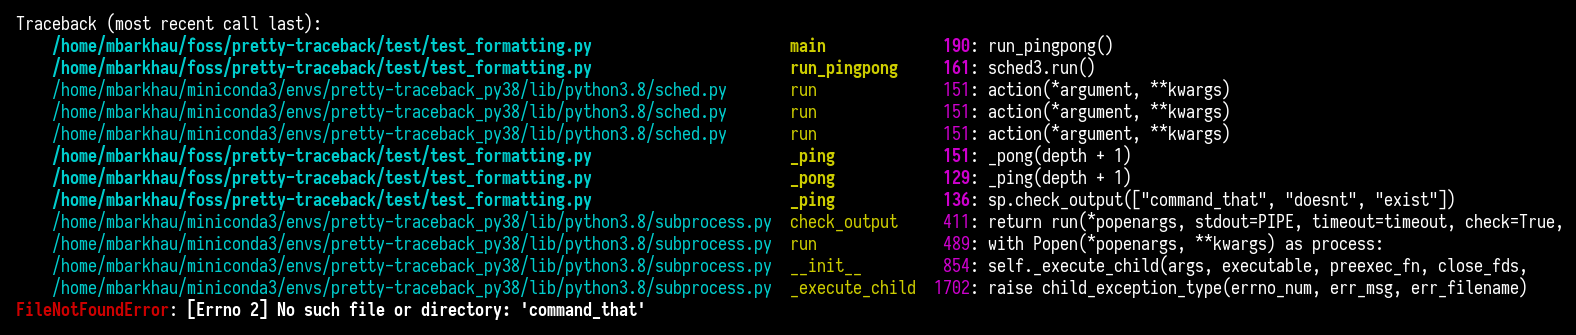 Traceback (most recent call last):
/home/mbarkhau/foss/pretty-traceback/test/test_formatting.py main 190: run_pingpong()
/home/mbarkhau/foss/pretty-traceback/test/test_formatting.py run_pingpong 161: sched3.run()
/home/mbarkhau/miniconda3/envs/pretty-traceback_py38/lib/python3.8/sched.py run 151: action(*argument, **kwargs)
/home/mbarkhau/miniconda3/envs/pretty-traceback_py38/lib/python3.8/sched.py run 151: action(*argument, **kwargs)
/home/mbarkhau/miniconda3/envs/pretty-traceback_py38/lib/python3.8/sched.py run 151: action(*argument, **kwargs)
/home/mbarkhau/foss/pretty-traceback/test/test_formatting.py _ping 151: _pong(depth + 1)
/home/mbarkhau/foss/pretty-traceback/test/test_formatting.py _pong 129: _ping(depth + 1)
/home/mbarkhau/foss/pretty-traceback/test/test_formatting.py _ping 136: sp.check_output(["command_that", "doesnt", "exist"])
/home/mbarkhau/miniconda3/envs/pretty-traceback_py38/lib/python3.8/subprocess.py check_output 411: return run(*popenargs, stdout=PIPE, timeout=timeout, check=True,
/home/mbarkhau/miniconda3/envs/pretty-traceback_py38/lib/python3.8/subprocess.py run 489: with Popen(*popenargs, **kwargs) as process:
/home/mbarkhau/miniconda3/envs/pretty-traceback_py38/lib/python3.8/subprocess.py __init__ 854: self._execute_child(args, executable, preexec_fn, close_fds,
/home/mbarkhau/miniconda3/envs/pretty-traceback_py38/lib/python3.8/subprocess.py _execute_child 1702: raise child_exception_type(errno_num, err_msg, err_filename)
FileNotFoundError: [Errno 2] No such file or directory: 'command_that'